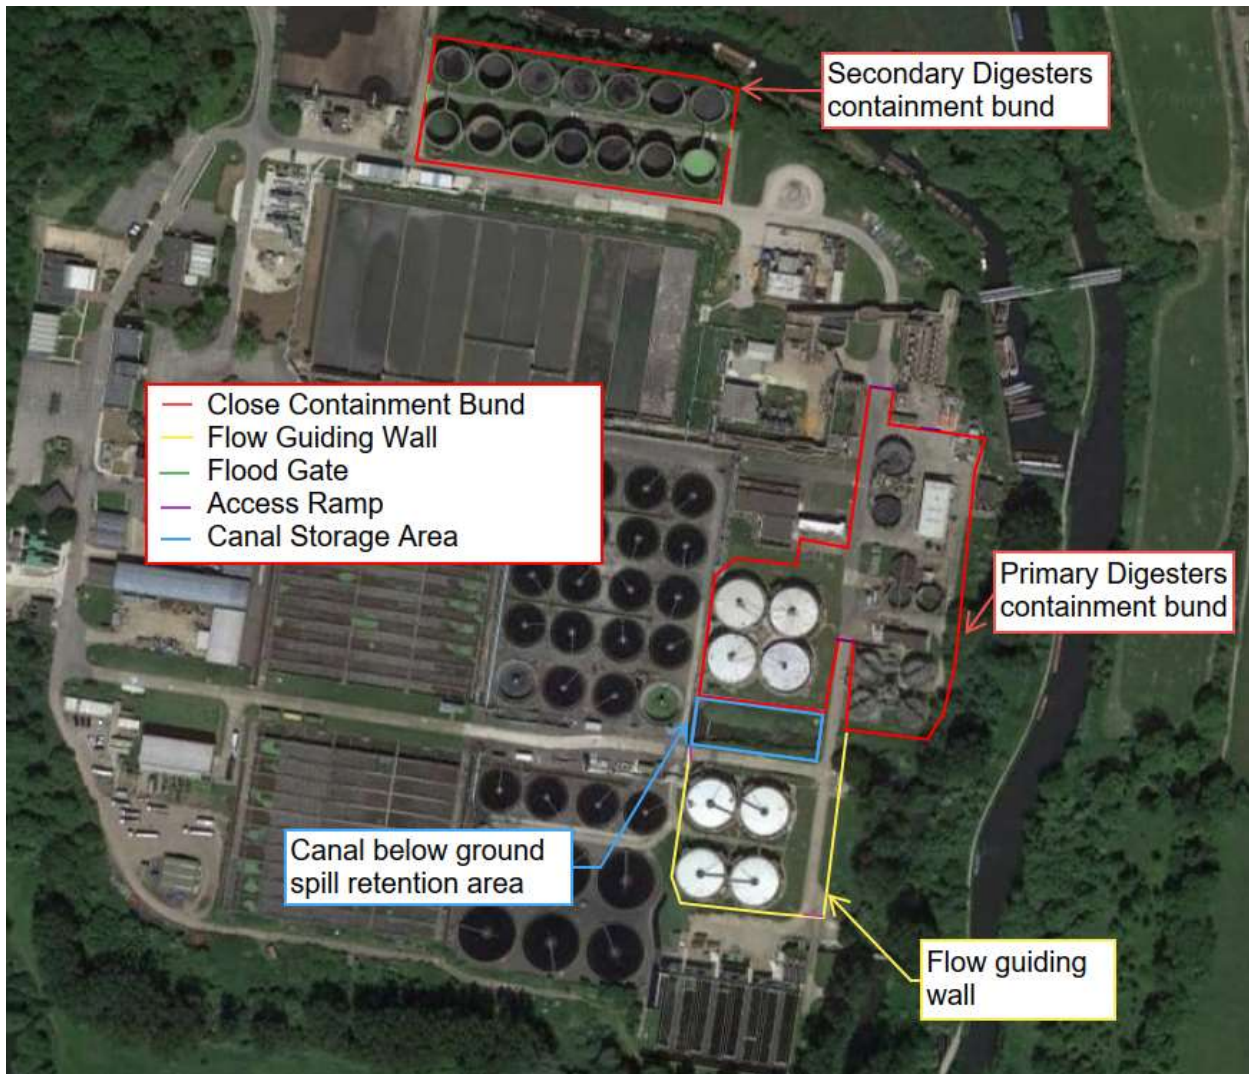 Secondary Digesters
containment bund
Close Containment Bund
Flow Guiding Wall
Flood Gate
Access Ramp
Canal Storage Area
Primary Digesters
containment bund
Canal below ground
spill retention area
Flow guiding
wall